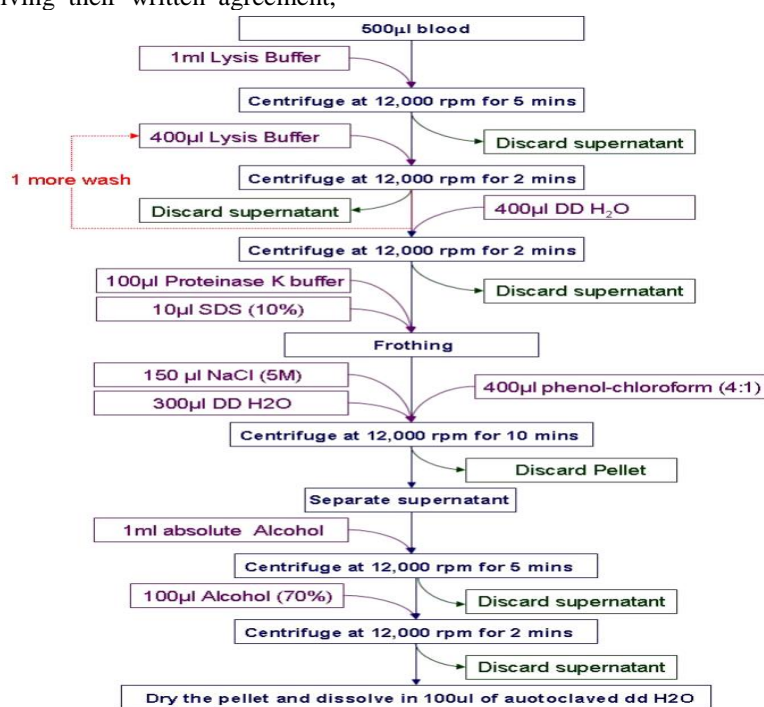 iving their written agreement,
500µl blood
1ml Lysis Buffer
Centrifuge at 12,000 rpm for 5 mins
400µl Lysis Buffer
Discard supernatant
1 more wash
Centrifuge at 12,000 rpm for 2 mins
Discard supernatant
400µl DD H₂O
Centrifuge at 12,000 rpm for 2 mins
100µl Proteinase K buffer
Discard supernatant
10µl SDS (10%)
Frothing
150 µl NaCl (5M)
400µl phenol-chloroform (4:1)
300µl DD H2O
Centrifuge at 12,000 rpm for 10 mins
Discard Pellet
Separate supernatant
1ml absolute Alcohol
Centrifuge at 12,000 rpm for 5 mins
100µl Alcohol (70%)
Discard supernatant
Centrifuge at 12,000 rpm for 2 mins
Discard supernatant
Dry the pellet and dissolve in 100ul of auotoclaved dd H2O